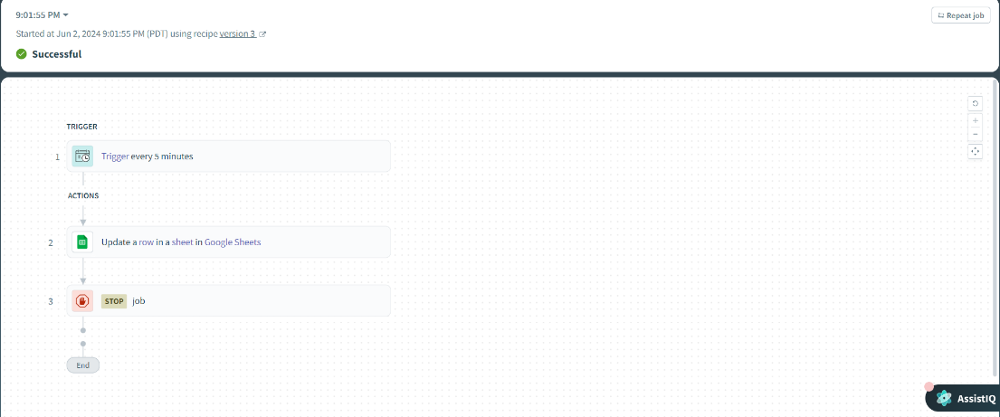 9:01:55 PM
Repeat job
Started at Jun 2, 2024 9:01:55 PM (PDT) using recipe version 3
Successful
TRIGGER
1 Trigger every 5 minutes
ACTIONS
2 Update a row in a sheet in Google Sheets
3 STOP job
End
AssistIQ